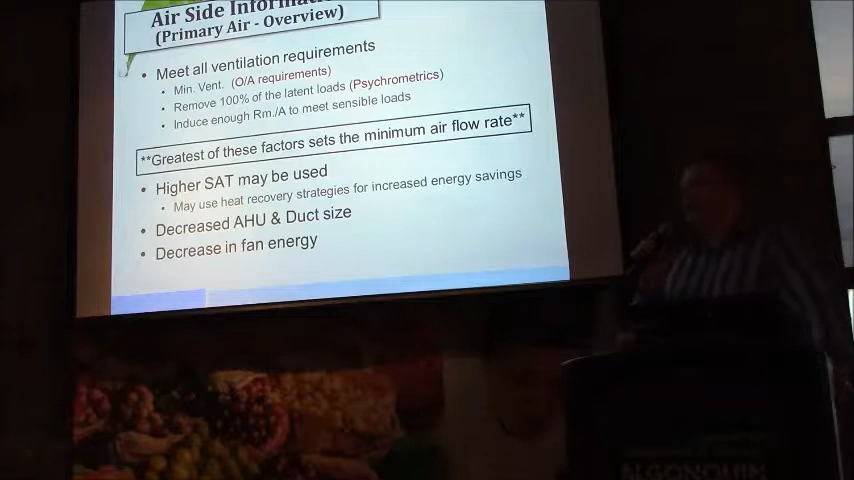 Air Side
(Primary Air - Overview)
• Meet all ventilation requirements
• Min. Vent. (O/A requirements)
• Remove 100% of the latent loads (Psychrometrics)
• Induce enough Rm./A to meet sensible loads
**Greatest of these factors sets the minimum air flow rate**
• Higher SAT may be used
• May use heat recovery strategies for increased energy savings
• Decreased AHU & Duct size
• Decrease in fan energy
ALGONQUIN